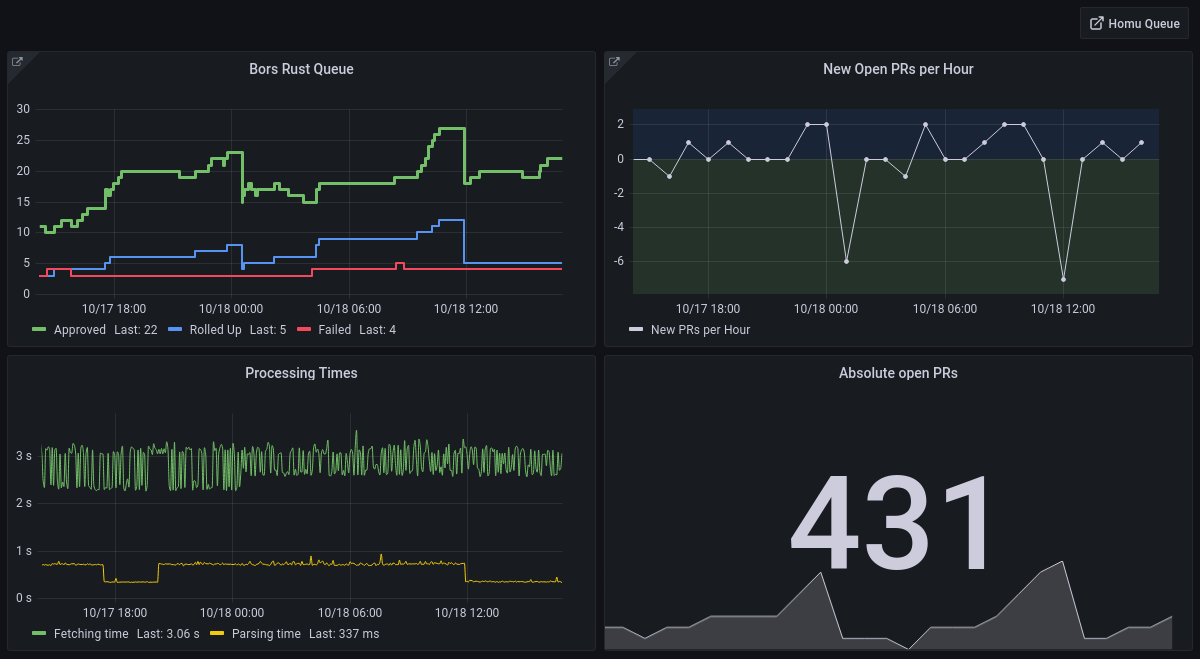 Homu Queue
Bors Rust Queue
30
25
20
15
10
5
0
10/17 18:00 10/18 00:00 10/18 06:00 10/18 12:00
Approved Last: 22 Rolled Up Last: 5 Failed Last: 4
New Open PRs per Hour
2
0
-2
-4
-6
10/17 18:00 10/18 00:00 10/18 06:00 10/18 12:00
New PRs per Hour
Processing Times
3 s
2 s
1 s
0 s
10/17 18:00 10/18 00:00 10/18 06:00 10/18 12:00
Fetching time Last: 3.06 s Parsing time Last: 337 ms
Absolute open PRs
431